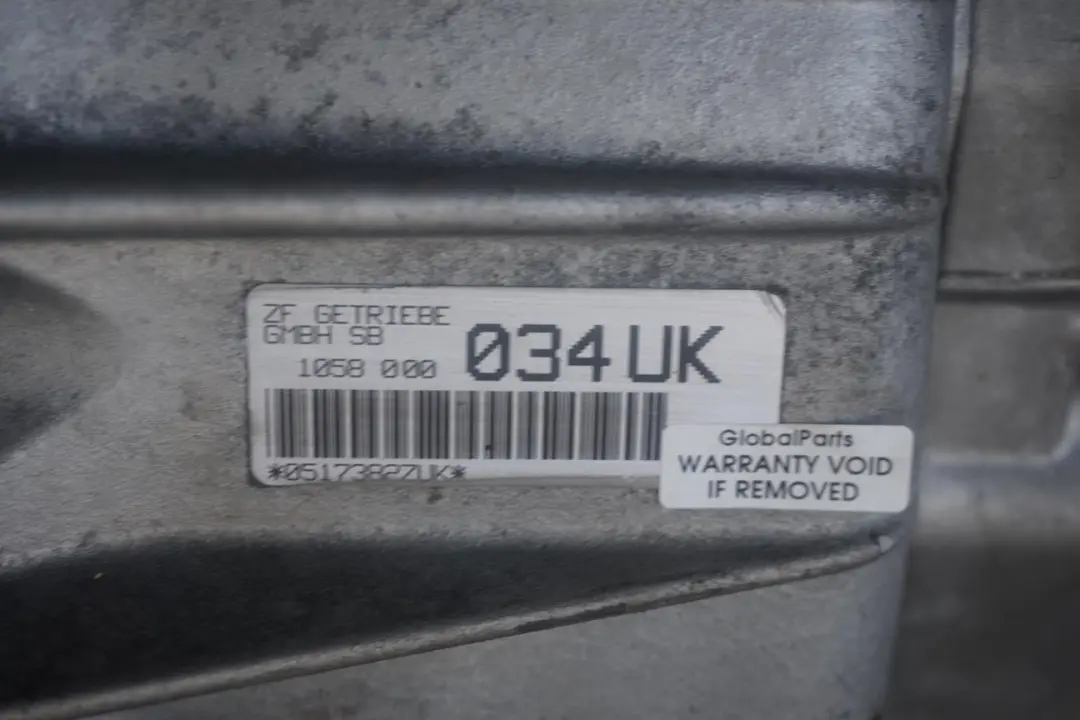 ZF GETRIEBE
GMBH SB
1058 000
034 UK
*05173827UK*
GlobalParts
WARRANTY VOID
IF REMOVED